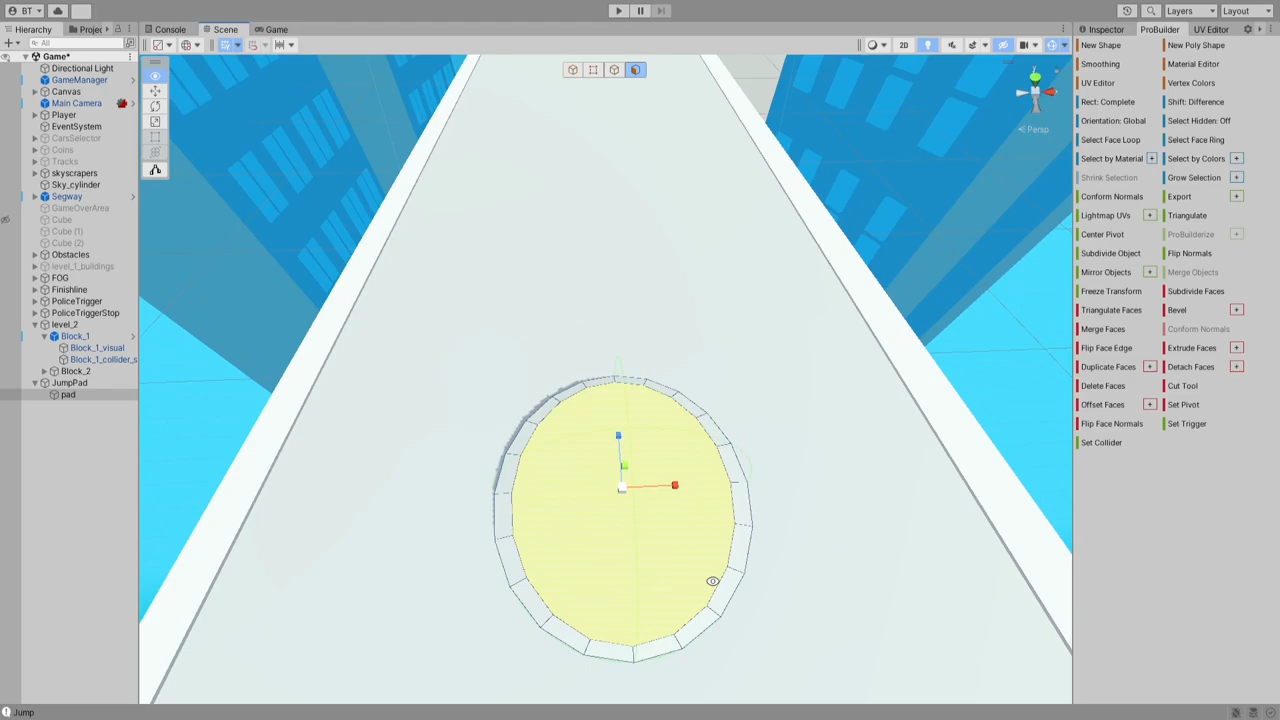 BT
Layers
Layout
Hierarchy
Projec
Console
Scene
Game
Inspector
ProBuilder
UV Editor
All
2D
Game*
Directional Light
GameManager
Canvas
Main Camera
Player
EventSystem
CarsSelector
Coins
Tracks
skyscrapers
Sky_cylinder
Segway
GameOverArea
Cube
Cube (1)
Cube (2)
Obstacles
level_1_buildings
FOG
Finishline
PoliceTrigger
PoliceTriggerStop
level_2
Block_1
Block_1_visual
Block_1_collider_s
Block_2
JumpPad
pad
Persp
New Shape
New Poly Shape
Smoothing
Material Editor
UV Editor
Vertex Colors
Rect: Complete
Shift: Difference
Orientation: Global
Select Hidden: Off
Select Face Loop
Select Face Ring
Select by Material
Select by Colors
Shrink Selection
Grow Selection
Conform Normals
Export
Lightmap UVs
Triangulate
Center Pivot
ProBuilderize
Subdivide Object
Flip Normals
Mirror Objects
Merge Objects
Freeze Transform
Subdivide Faces
Triangulate Faces
Bevel
Merge Faces
Conform Normals
Flip Face Edge
Extrude Faces
Duplicate Faces
Detach Faces
Delete Faces
Cut Tool
Offset Faces
Set Pivot
Flip Face Normals
Set Trigger
Set Collider
Jump